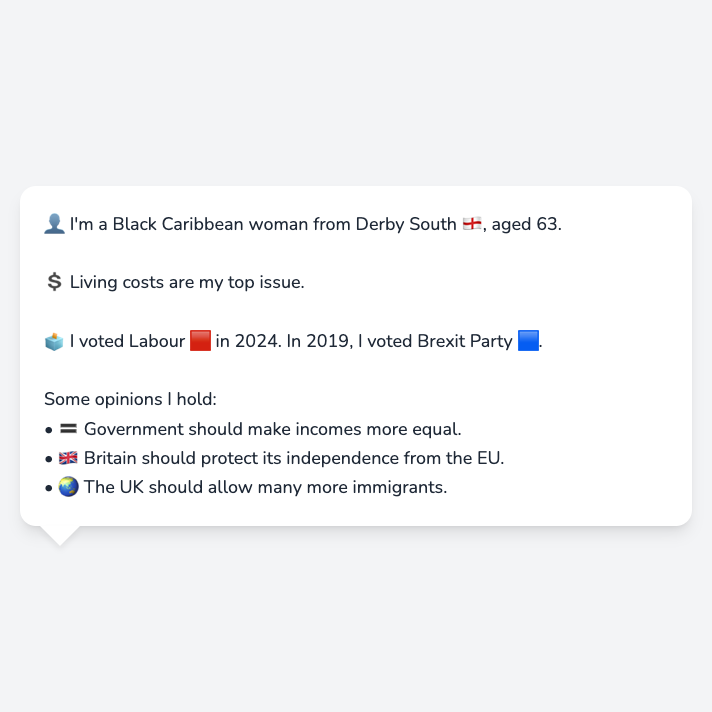 👤 I'm a Black Caribbean woman from Derby South 🏴󠁧󠁢󠁥󠁮󠁧󠁿, aged 63.
💲 Living costs are my top issue.
🗳️ I voted Labour 🟥 in 2024. In 2019, I voted Brexit Party 🟦.
Some opinions I hold:
• 🟰 Government should make incomes more equal.
• 🇬🇧 Britain should protect its independence from the EU.
• 🌏 The UK should allow many more immigrants.